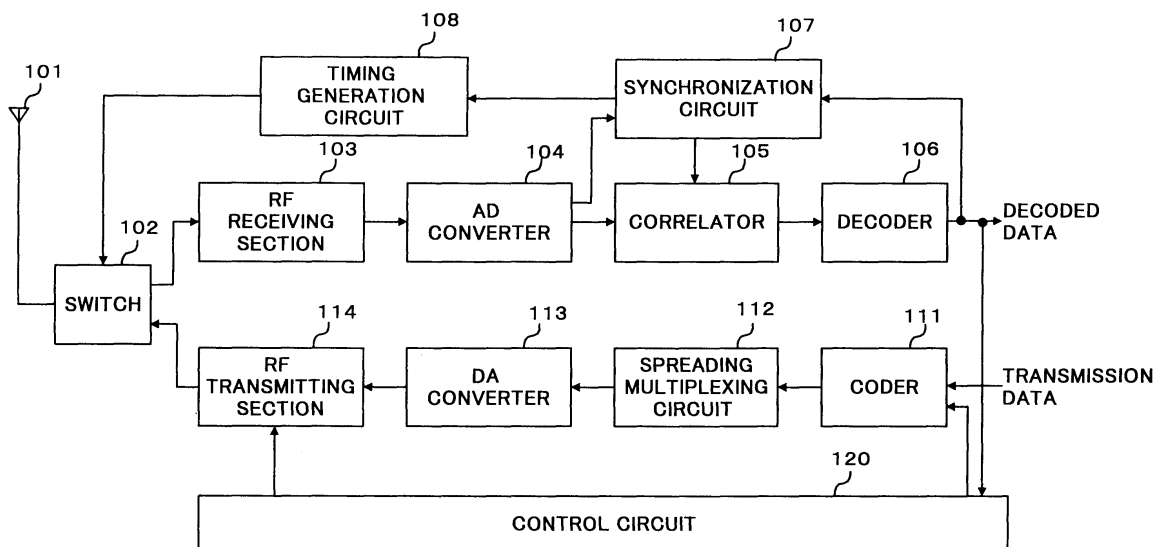 108
107
101
TIMING
GENERATION
CIRCUIT
SYNCHRONIZATION
CIRCUIT
103
104
105
106
102
RF
RECEIVING
SECTION
AD
CONVERTER
CORRELATOR
DECODER
DECODED
DATA
SWITCH
114
113
112
111
RF
TRANSMITTING
SECTION
DA
CONVERTER
SPREADING
MULTIPLEXING
CIRCUIT
CODER
TRANSMISSION
DATA
120
CONTROL CIRCUIT